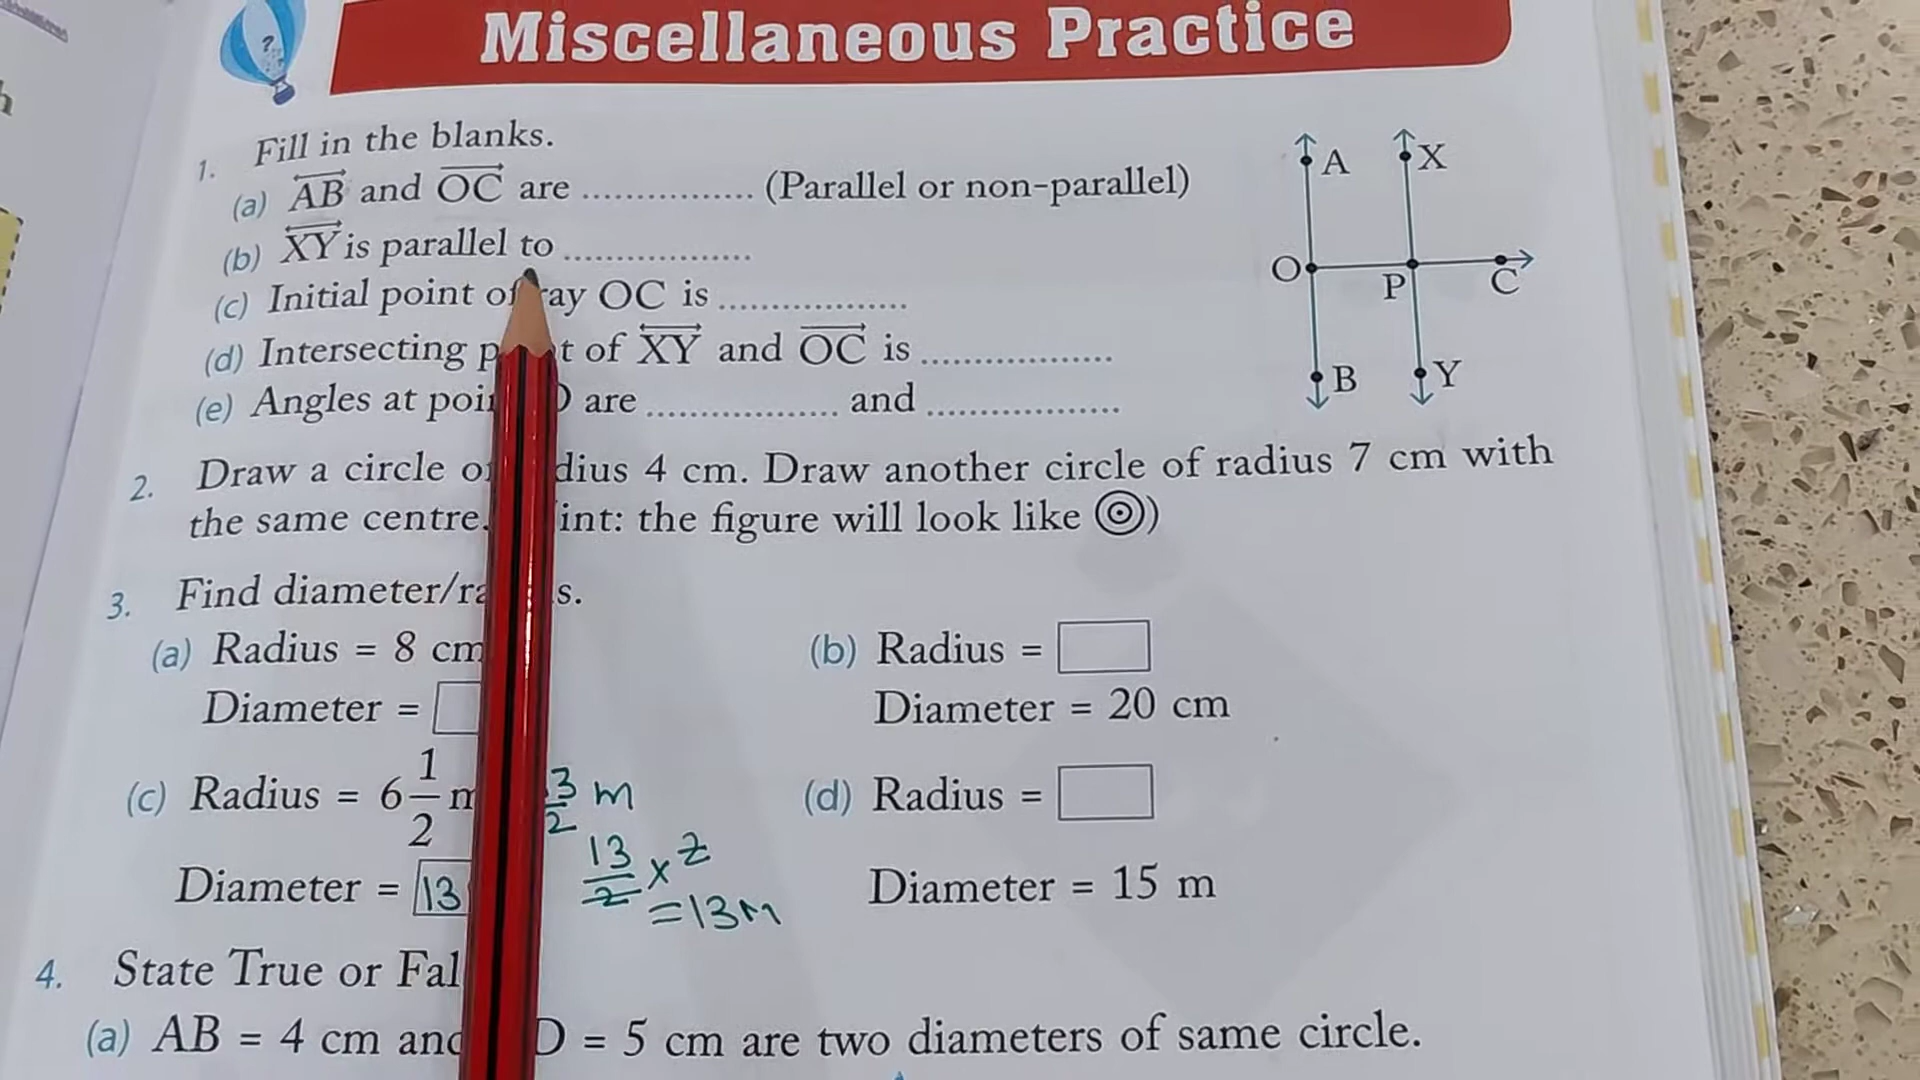 Miscellaneous Practice
?
1. Fill in the blanks.
(a) AB and OC are ............... (Parallel or non-parallel)
(b) XY is parallel to ................
(c) Initial point of ray OC is ................
(d) Intersecting p t of XY and OC is ................
(e) Angles at poi are ................ and ................
A X
O P C
B Y
2. Draw a circle o dius 4 cm. Draw another circle of radius 7 cm with
the same centre. int: the figure will look like )
3. Find diameter/ra s.
(a) Radius = 8 cm
Diameter =
(b) Radius =
Diameter = 20 cm
(c) Radius = 6 1/2 m 3/2 m
13/2 x 2
= 13m
Diameter = 13
(d) Radius =
Diameter = 15 m
4. State True or Fal
(a) AB = 4 cm and D = 5 cm are two diameters of same circle.